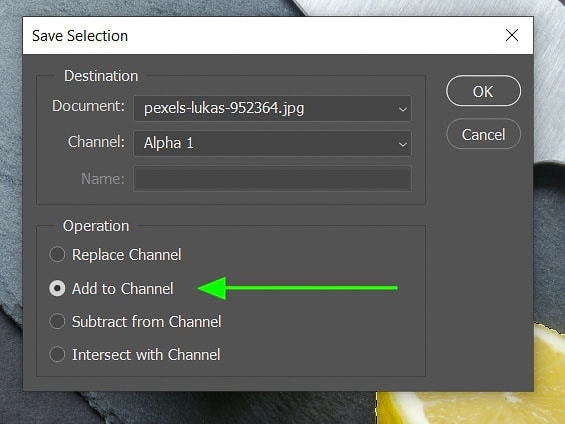 Save Selection
Destination
Document: pexels-lukas-952364.jpg
OK
Channel: Alpha 1
Cancel
Name:
Operation
Replace Channel
Add to Channel
Subtract from Channel
Intersect with Channel